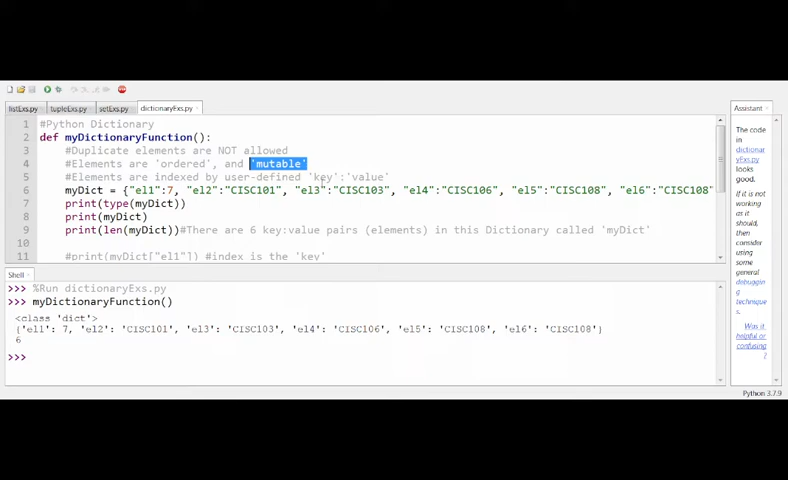 listExs.py tupleExs.py setExs.py dictionaryExs.py × Assistant ×
1 #Python Dictionary
2 def myDictionaryFunction():
3 #Duplicate elements are NOT allowed
4 #Elements are 'ordered', and 'mutable'
5 #Elements are indexed by user-defined 'key':'value'
6 myDict = {"el1":7, "el2":"CISC101", "el3":"CISC103", "el4":"CISC106", "el5":"CISC108", "el6":"CISC108"
7 print(type(myDict))
8 print(myDict)
9 print(len(myDict))#There are 6 key:value pairs (elements) in this Dictionary called 'myDict'
10
11 #print(myDict["el1"]) #index is the 'key'
Shell ×
>>> %Run dictionaryExs.py
>>> myDictionaryFunction()
<class 'dict'>
{'el1': 7, 'el2': 'CISC101', 'el3': 'CISC103', 'el4': 'CISC106', 'el5': 'CISC108', 'el6': 'CISC108'}
6
>>>
The code
in
dictionar
yExs.py
looks
good.
If it is not
working as
it should,
then
consider
using
some
general
debuggin
g
technique
s.
Was it
helpful or
confusing
?
Python 3.7.9